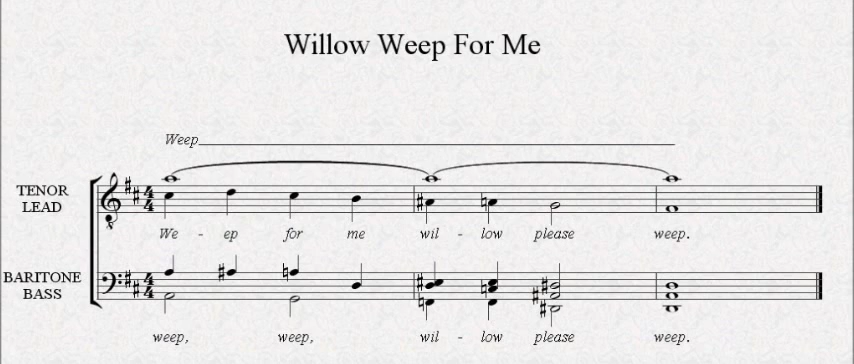 Willow Weep For Me
Weep
TENOR
LEAD
We - ep for me wil - low please weep.
BARITONE
BASS
weep, weep, wil - low please weep.